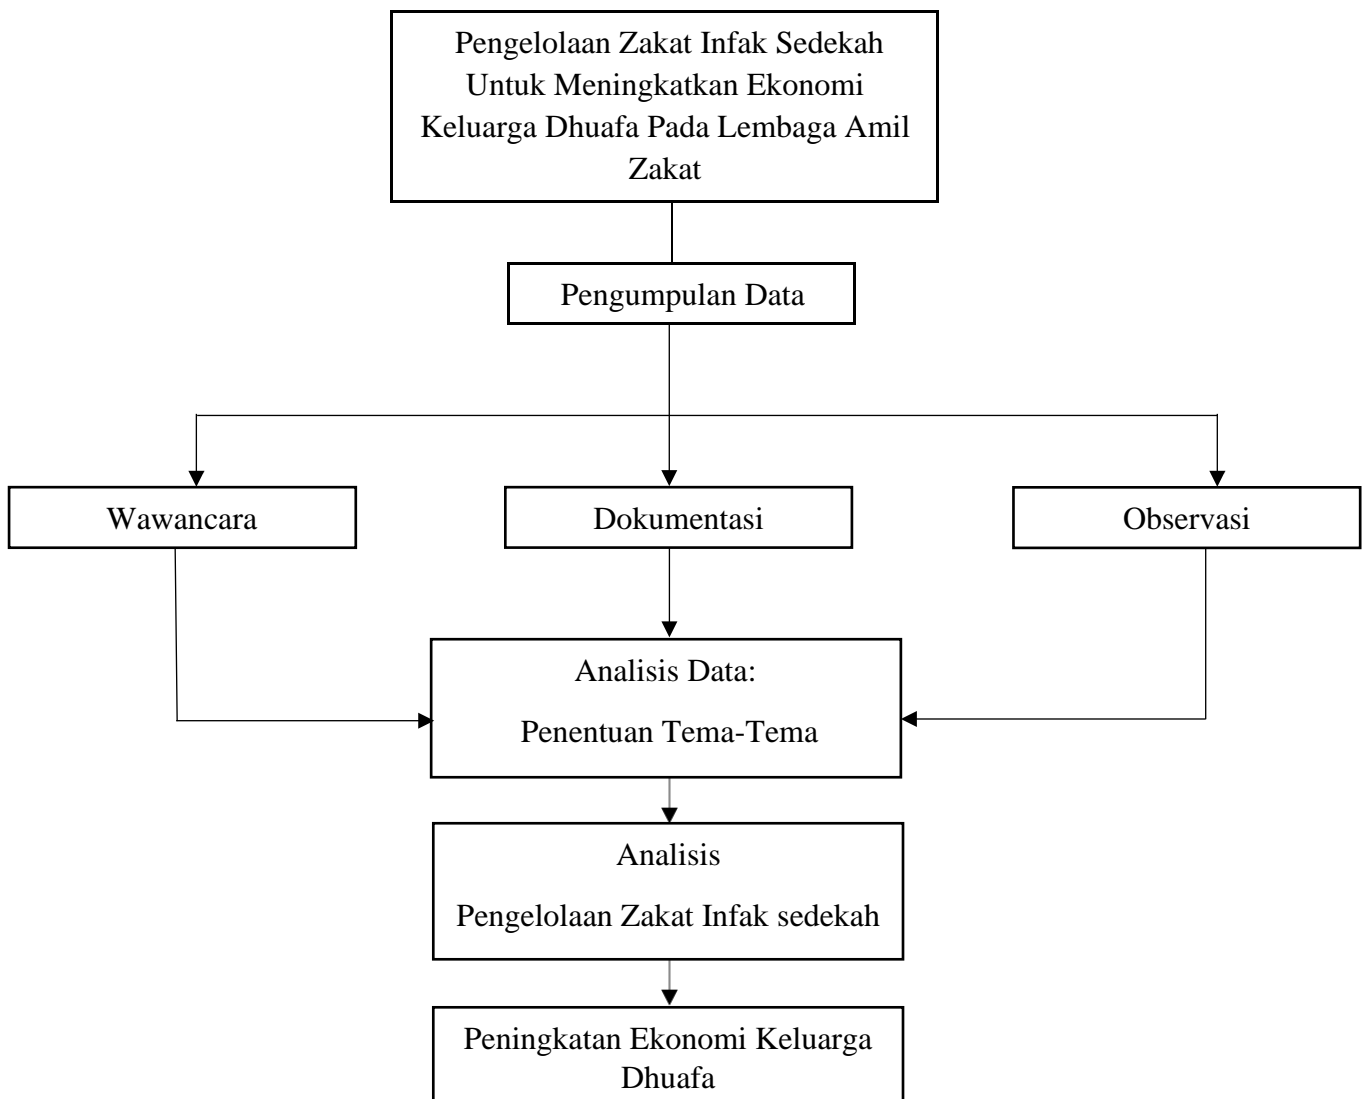 Pengelolaan Zakat Infak Sedekah
Untuk Meningkatkan Ekonomi
Keluarga Dhuafa Pada Lembaga Amil
Zakat
Pengumpulan Data
Wawancara
Dokumentasi
Observasi
Analisis Data:
Penentuan Tema-Tema
Analisis
Pengelolaan Zakat Infak sedekah
Peningkatan Ekonomi Keluarga
Dhuafa